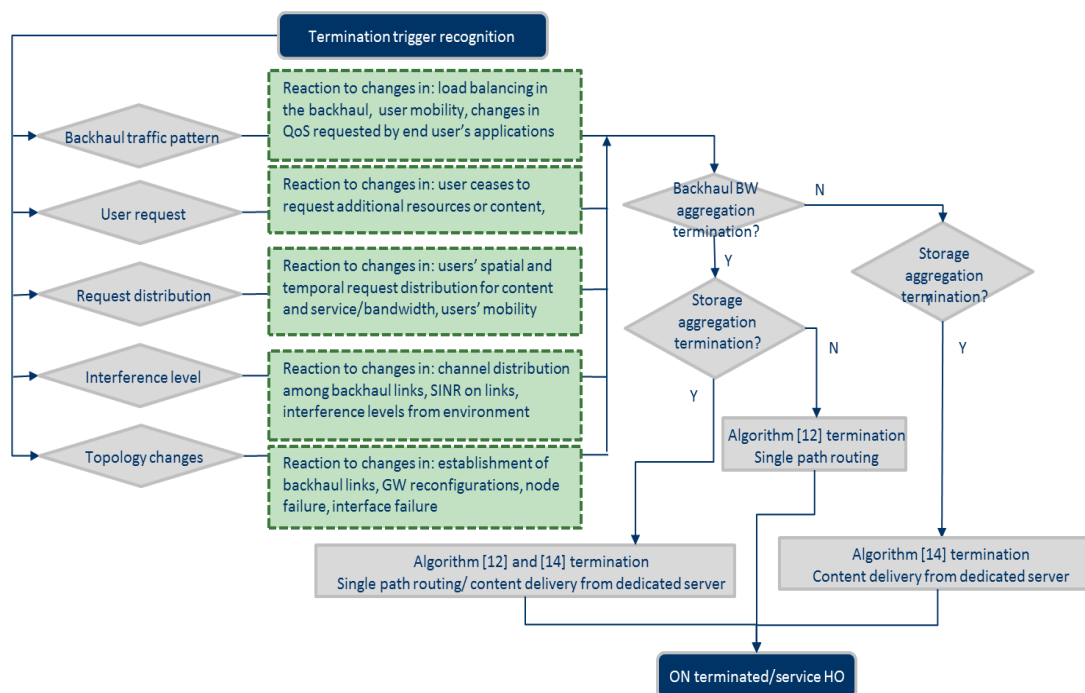 Termination trigger recognition
Reaction to changes in: load balancing in
the backhaul, user mobility, changes in
QoS requested by end user's applications
Backhaul traffic pattern
Reaction to changes in: user ceases to
request additional resources or content,
User request
Reaction to changes in: users' spatial and
temporal request distribution for content
and service/bandwidth, users' mobility
Request distribution
Reaction to changes in: channel distribution
among backhaul links, SINR on links,
interference levels from environment
Interference level
Topology changes
Reaction to changes in: establishment of
backhaul links, GW reconfigurations, node
failure, interface failure
Backhaul BW
aggregation
termination?
N
Y
Storage
aggregation
termination?
Storage
aggregation
termination?
N
Y
Y
Algorithm [12] termination
Single path routing
Algorithm [12] and [14] termination
Single path routing/ content delivery from dedicated server
Algorithm [14] termination
Content delivery from dedicated server
ON terminated/service HO